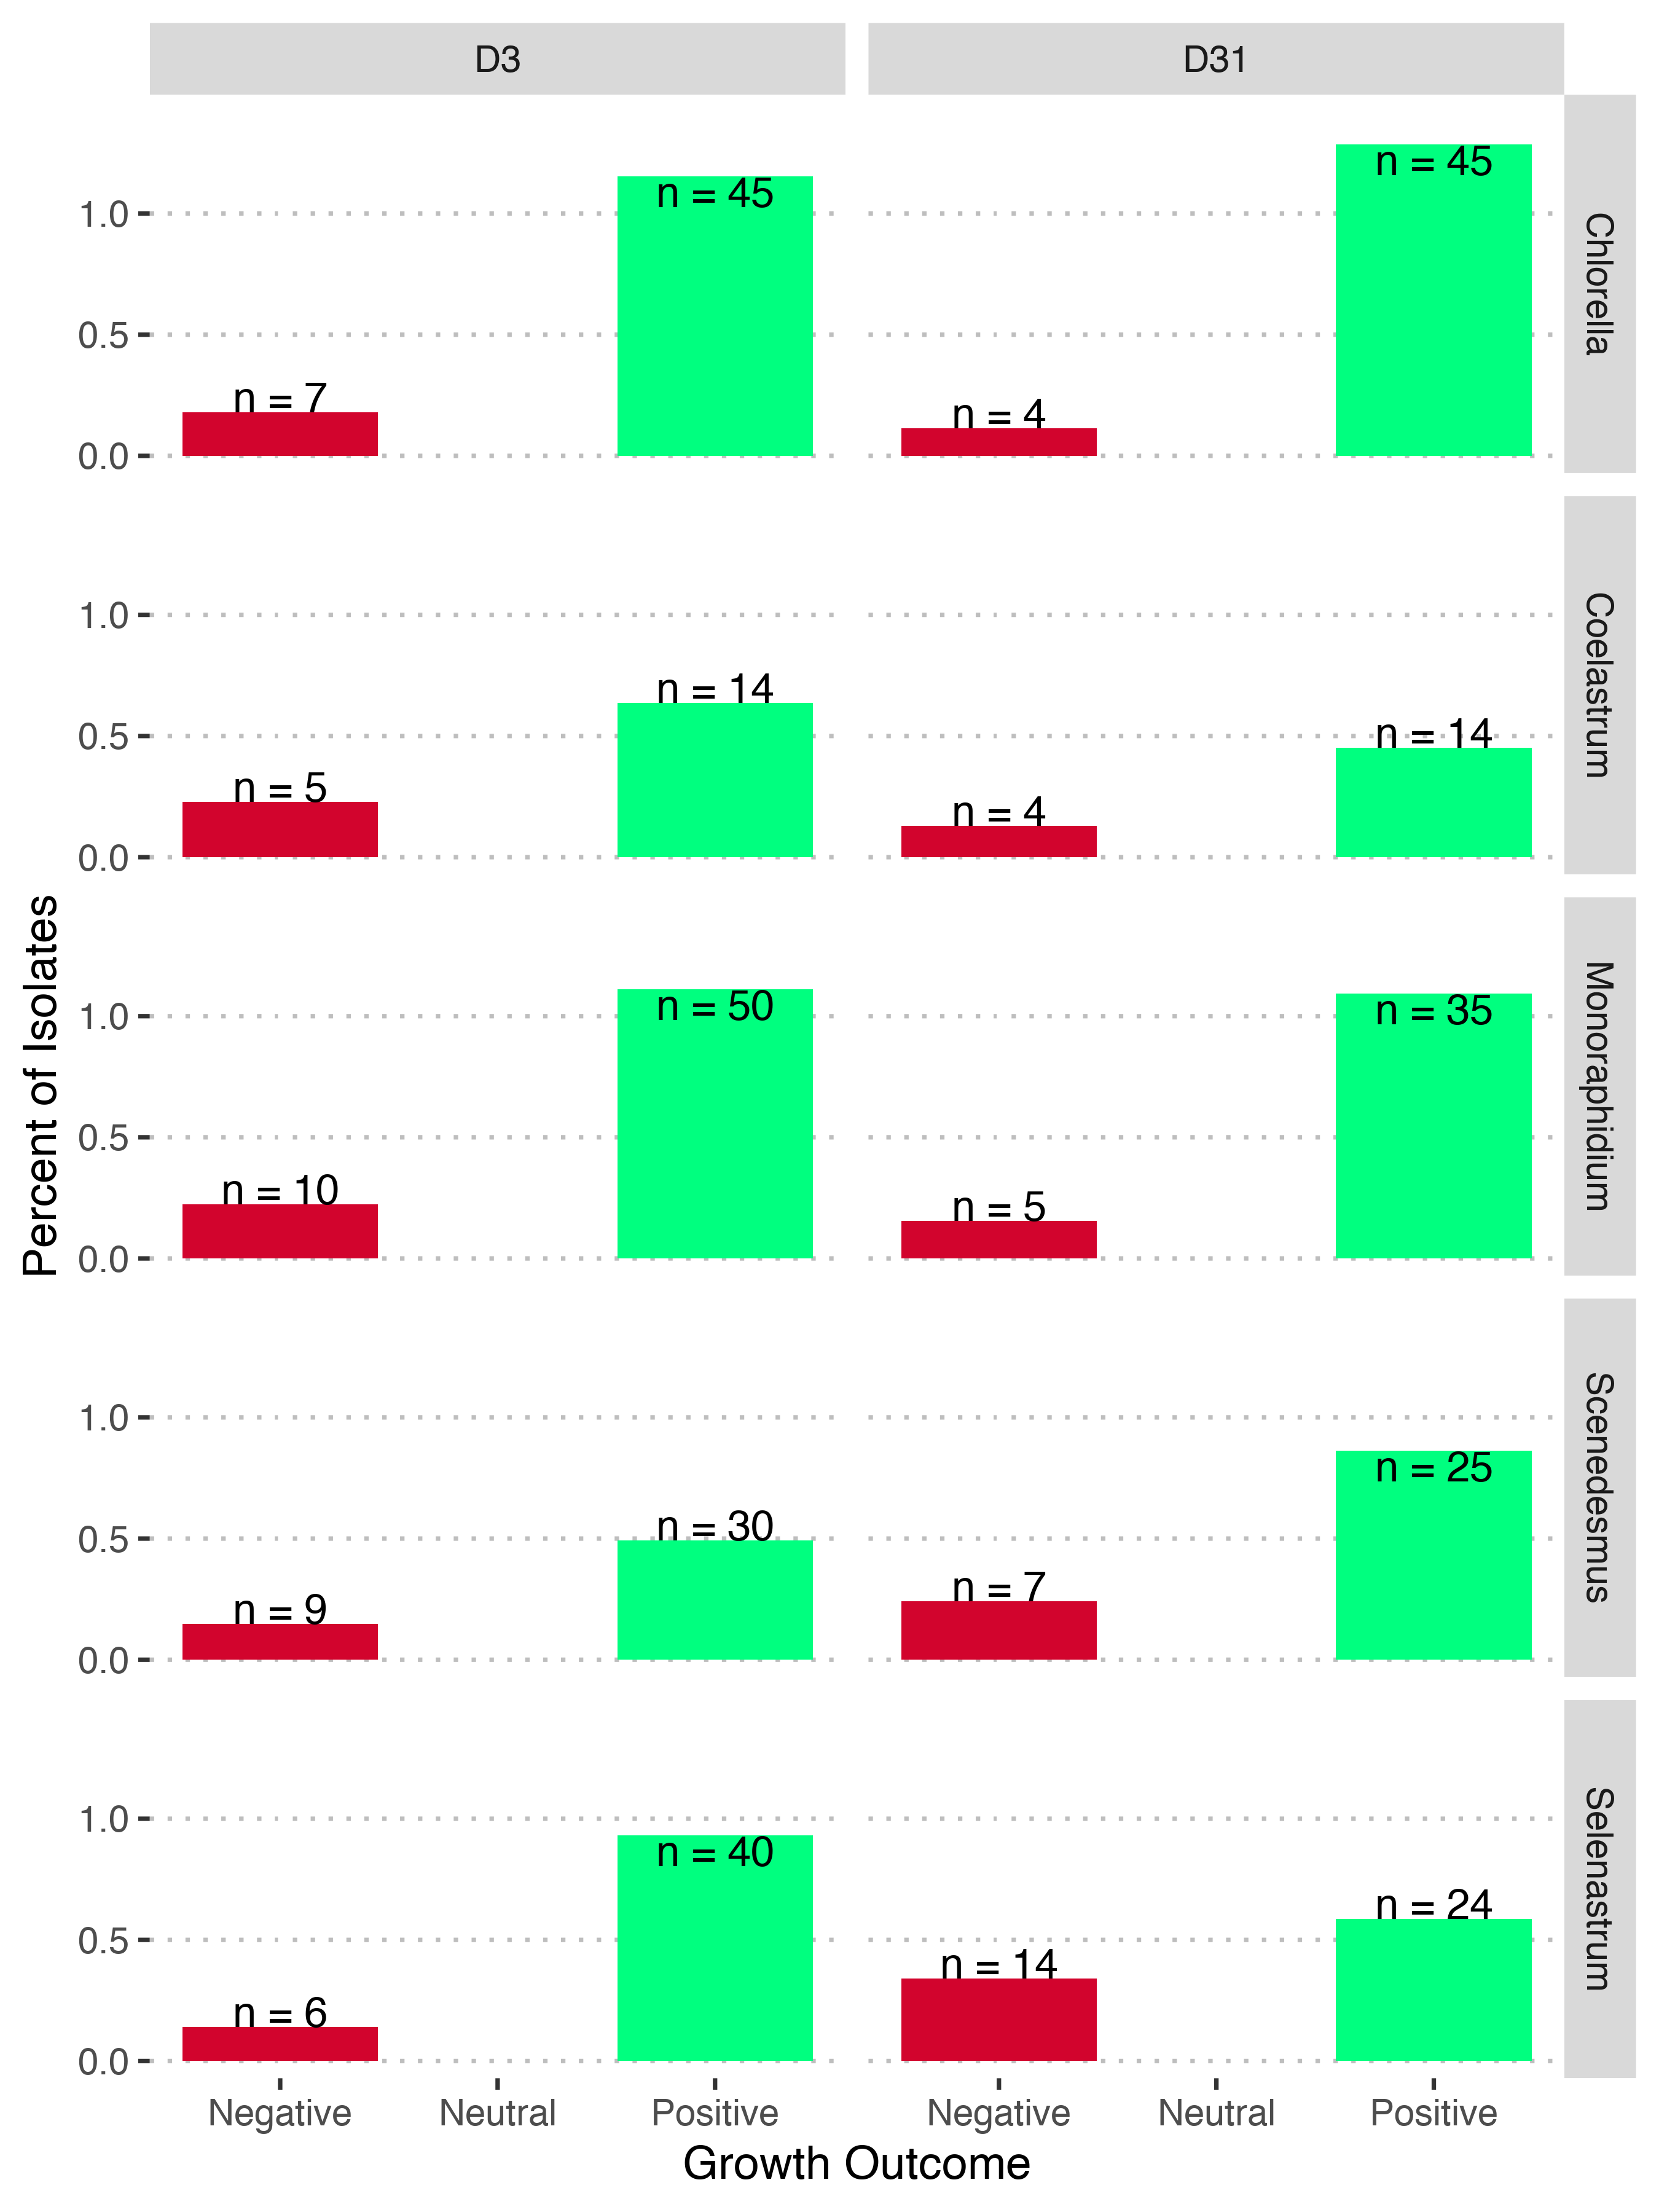 D3 D31
n = 45 n = 45
1.0
0.5
n = 7 n = 4
0.0
Chlorella
1.0
n = 14 n = 14
0.5
n = 5 n = 4
0.0
Coelastrum
n = 50 n = 35
1.0
0.5
n = 10 n = 5
0.0
Monoraphidium
1.0
n = 25
n = 30
0.5
n = 9 n = 7
0.0
Scenedesmus
1.0
n = 40 n = 24
0.5
n = 14
n = 6
0.0
Selenastrum
Percent of Isolates
Negative Neutral Positive Negative Neutral Positive
Growth Outcome